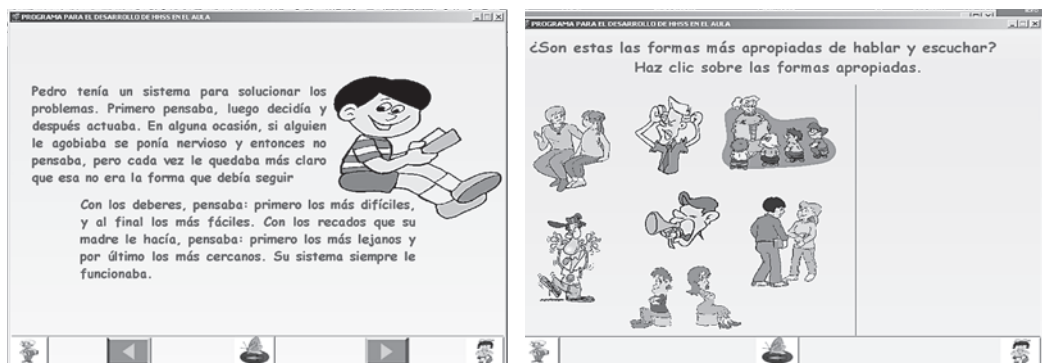 PROGRAMA PARA EL DESARROLLO DE HHSS EN EL AULA
Pedro tenía un sistema para solucionar los
problemas. Primero pensaba, luego decidía y
después actuaba. En alguna ocasión, si alguien
le agobiaba se ponía nervioso y entonces no
pensaba, pero cada vez le quedaba más claro
que esa no era la forma que debía seguir
Con los deberes, pensaba: primero los más difíciles,
y al final los más fáciles. Con los recados que su
madre le hacía, pensaba: primero los más lejanos y
por último los más cercanos. Su sistema siempre le
funcionaba.
PROGRAMA PARA EL DESARROLLO DE HHSS EN EL AULA
¿Son estas las formas más apropiadas de hablar y escuchar?
Haz clic sobre las formas apropiadas.